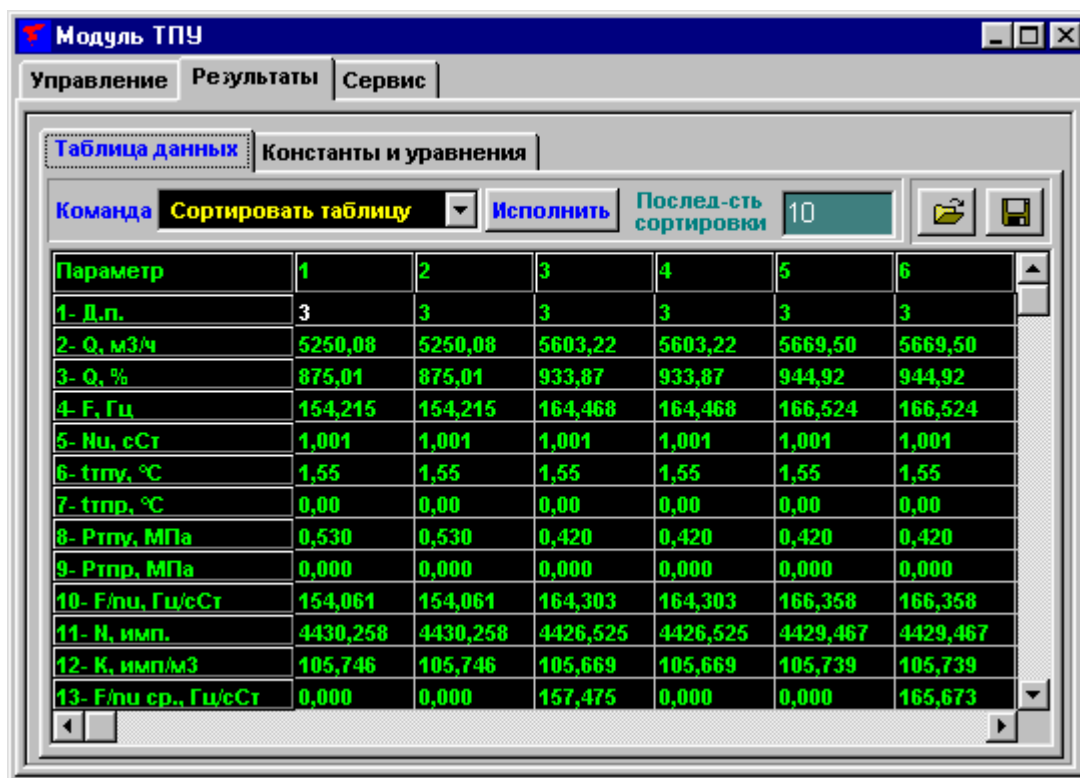 Модуль ТПУ
Управление Результаты Сервис
Таблица данных Константы и уравнения
Команда Сортировать таблицу Исполнить Послед-сть сортировки 10
Параметр 1 2 3 4 5 6
1- Д.п. 3 3 3 3 3 3
2- Q, м3/ч 5250,08 5250,08 5603,22 5603,22 5669,50 5669,50
3- Q, % 875,01 875,01 933,87 933,87 944,92 944,92
4- F, Гц 154,215 154,215 164,468 164,468 166,524 166,524
5- Nu, сСт 1,001 1,001 1,001 1,001 1,001 1,001
6- tтпу, °C 1,55 1,55 1,55 1,55 1,55 1,55
7- tтпр, °C 0,00 0,00 0,00 0,00 0,00 0,00
8- Pтпу, МПа 0,530 0,530 0,420 0,420 0,420 0,420
9- Pтпр, МПа 0,000 0,000 0,000 0,000 0,000 0,000
10- F/nu, Гц/сСт 154,061 154,061 164,303 164,303 166,358 166,358
11- N, имп. 4430,258 4430,258 4426,525 4426,525 4429,467 4429,467
12- K, имп/м3 105,746 105,746 105,669 105,669 105,739 105,739
13- F/nu ср., Гц/сСт 0,000 0,000 157,475 0,000 0,000 165,673